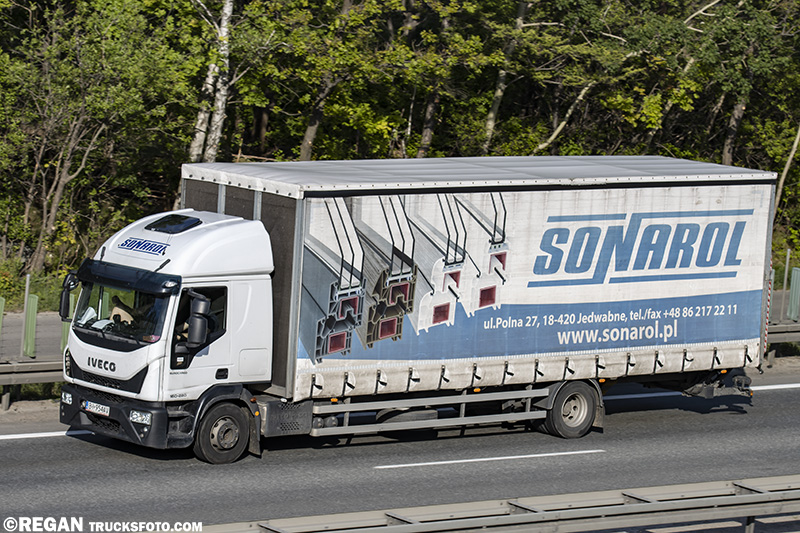 SONAROL
SONAROL
ul.Polna 27, 18-420 Jedwabne, tel./fax +48 86 217 22 11
www.sonarol.pl
IVECO
©REGAN TRUCKSFOTO.COM